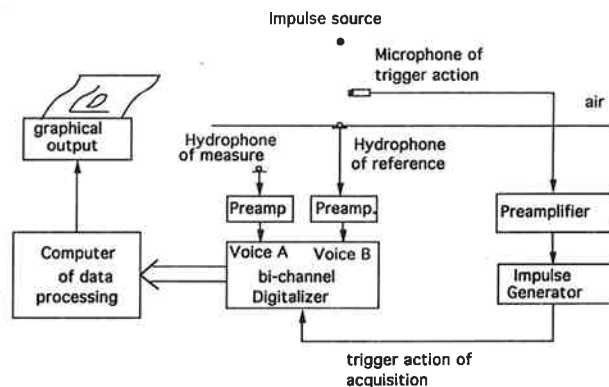 Impulse source
Microphone of
trigger action
air
graphical
output
Hydrophone
of measure
Hydrophone
of reference
Preamp
Preamp.
Preamplifier
Computer
of data
processing
Voice A
Voice B
bi-channel
Digitalizer
Impulse
Generator
trigger action of
acquisition